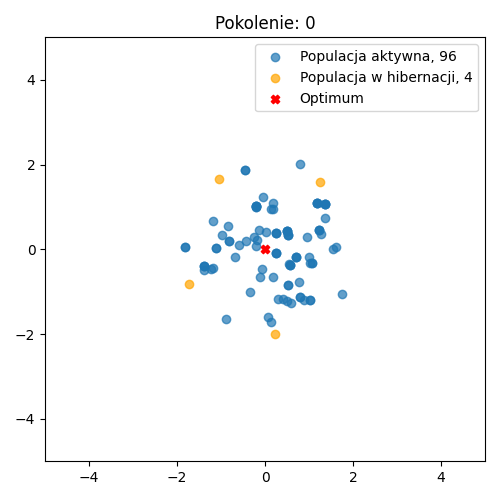 Pokolenie: 0
Populacja aktywna, 96
Populacja w hibernacji, 4
Optimum
4
2
0
−2
−4
−4 −2 0 2 4